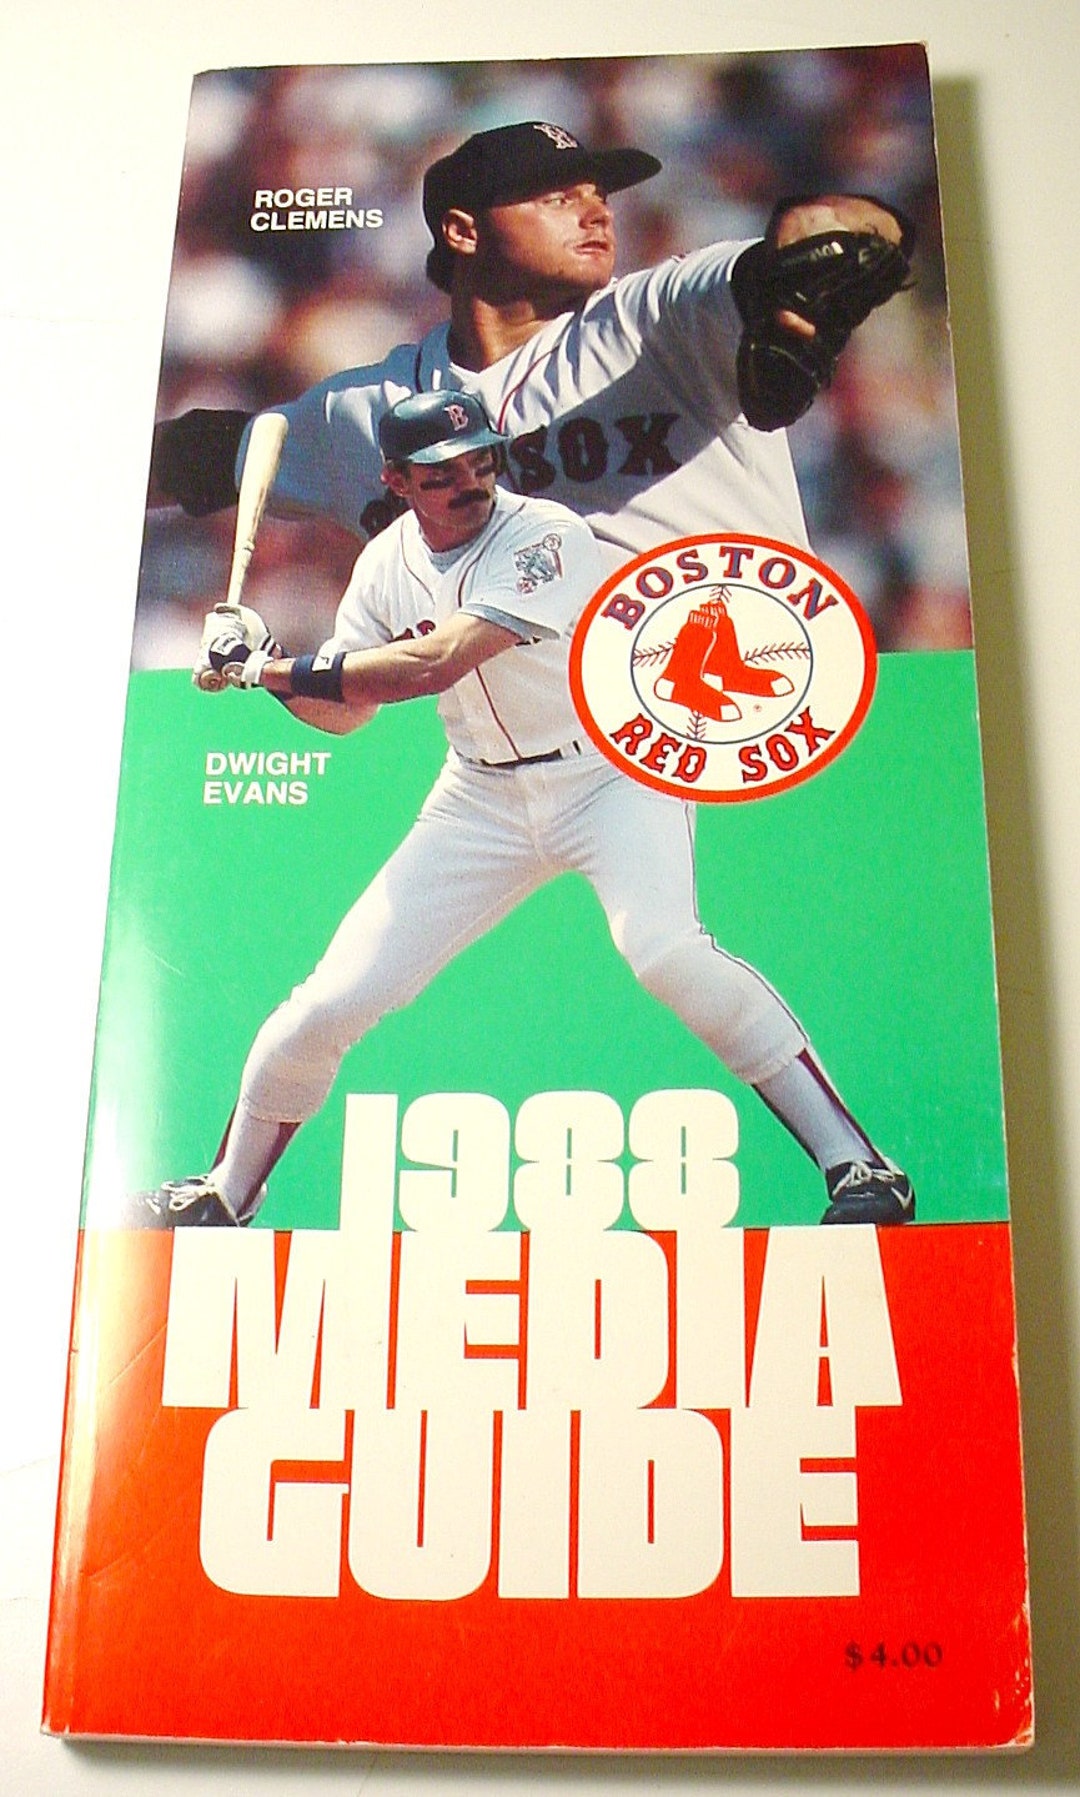 ROGER
CLEMENS
B
SOX
B
BOSTON
RED SOX
®
DWIGHT
EVANS
1988
MEDIA
GUIDE
$4.00